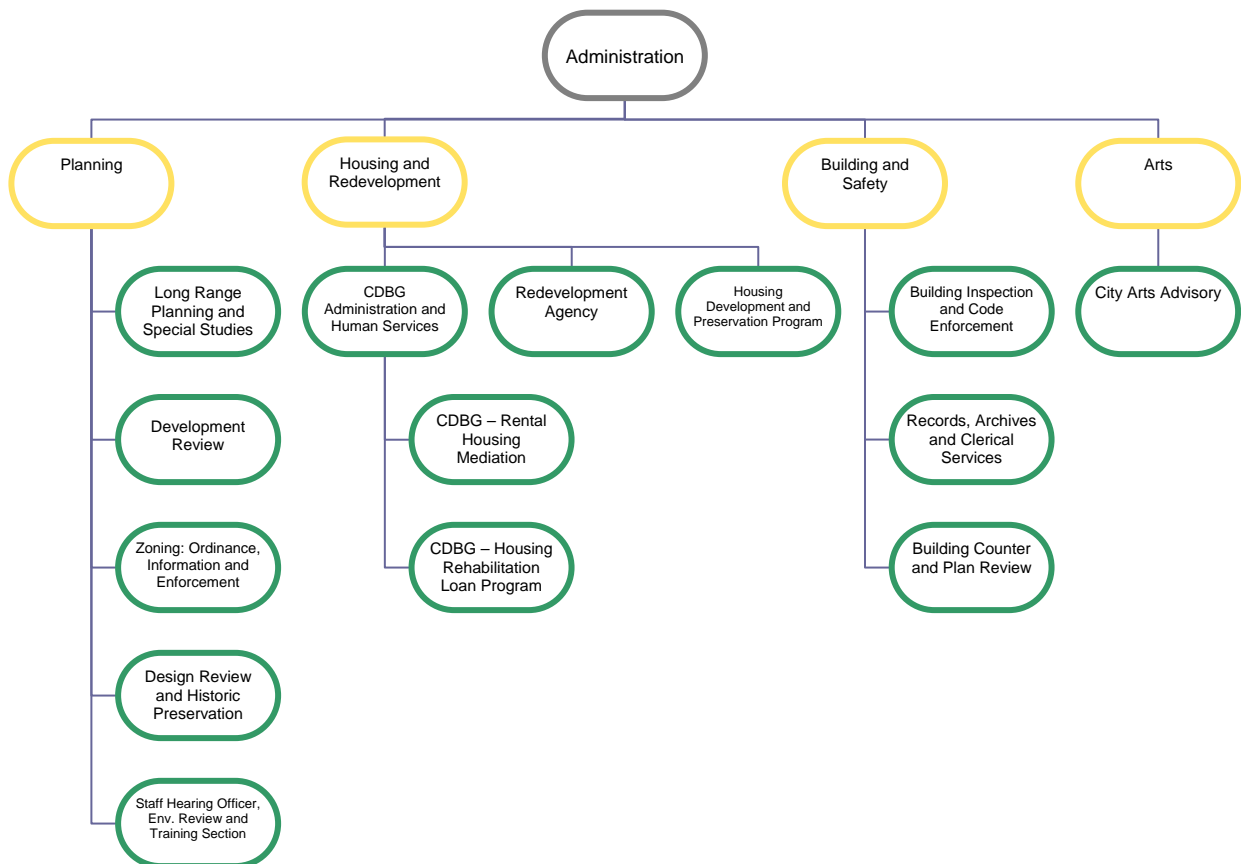 Administration
Planning
Housing and
Redevelopment
Building and
Safety
Arts
Long Range
Planning and
Special Studies
CDBG
Administration and
Human Services
Redevelopment
Agency
Housing
Development and
Preservation Program
Building Inspection
and Code
Enforcement
City Arts Advisory
Development
Review
CDBG – Rental
Housing
Mediation
Records, Archives
and Clerical
Services
Zoning: Ordinance,
Information and
Enforcement
CDBG – Housing
Rehabilitation
Loan Program
Building Counter
and Plan Review
Design Review
and Historic
Preservation
Staff Hearing Officer,
Env. Review and
Training Section